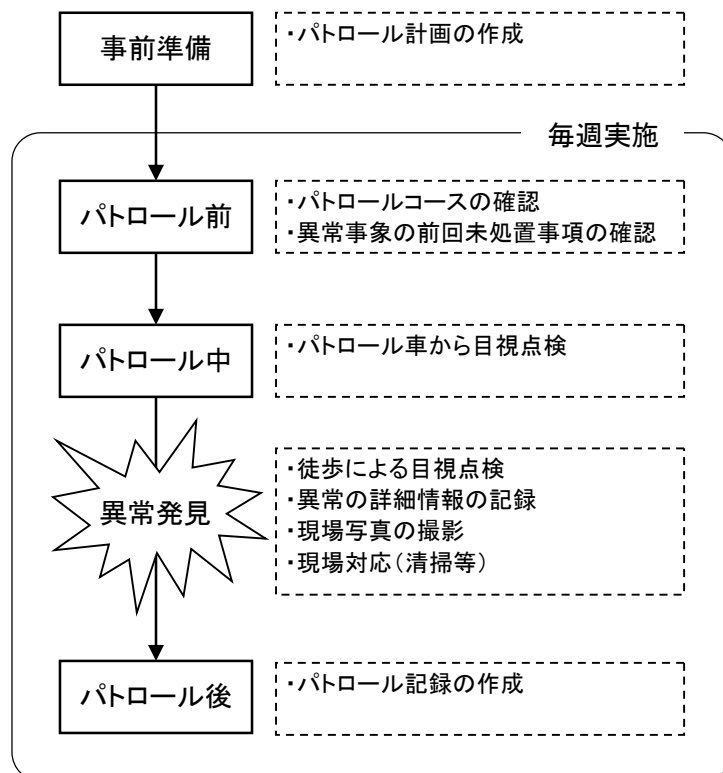 事前準備
・パトロール計画の作成
毎週実施
パトロール前
・パトロールコースの確認
・異常事象の前回未処置事項の確認
パトロール中
・パトロール車から目視点検
異常発見
・徒歩による目視点検
・異常の詳細情報の記録
・現場写真の撮影
・現場対応（清掃等）
パトロール後
・パトロール記録の作成